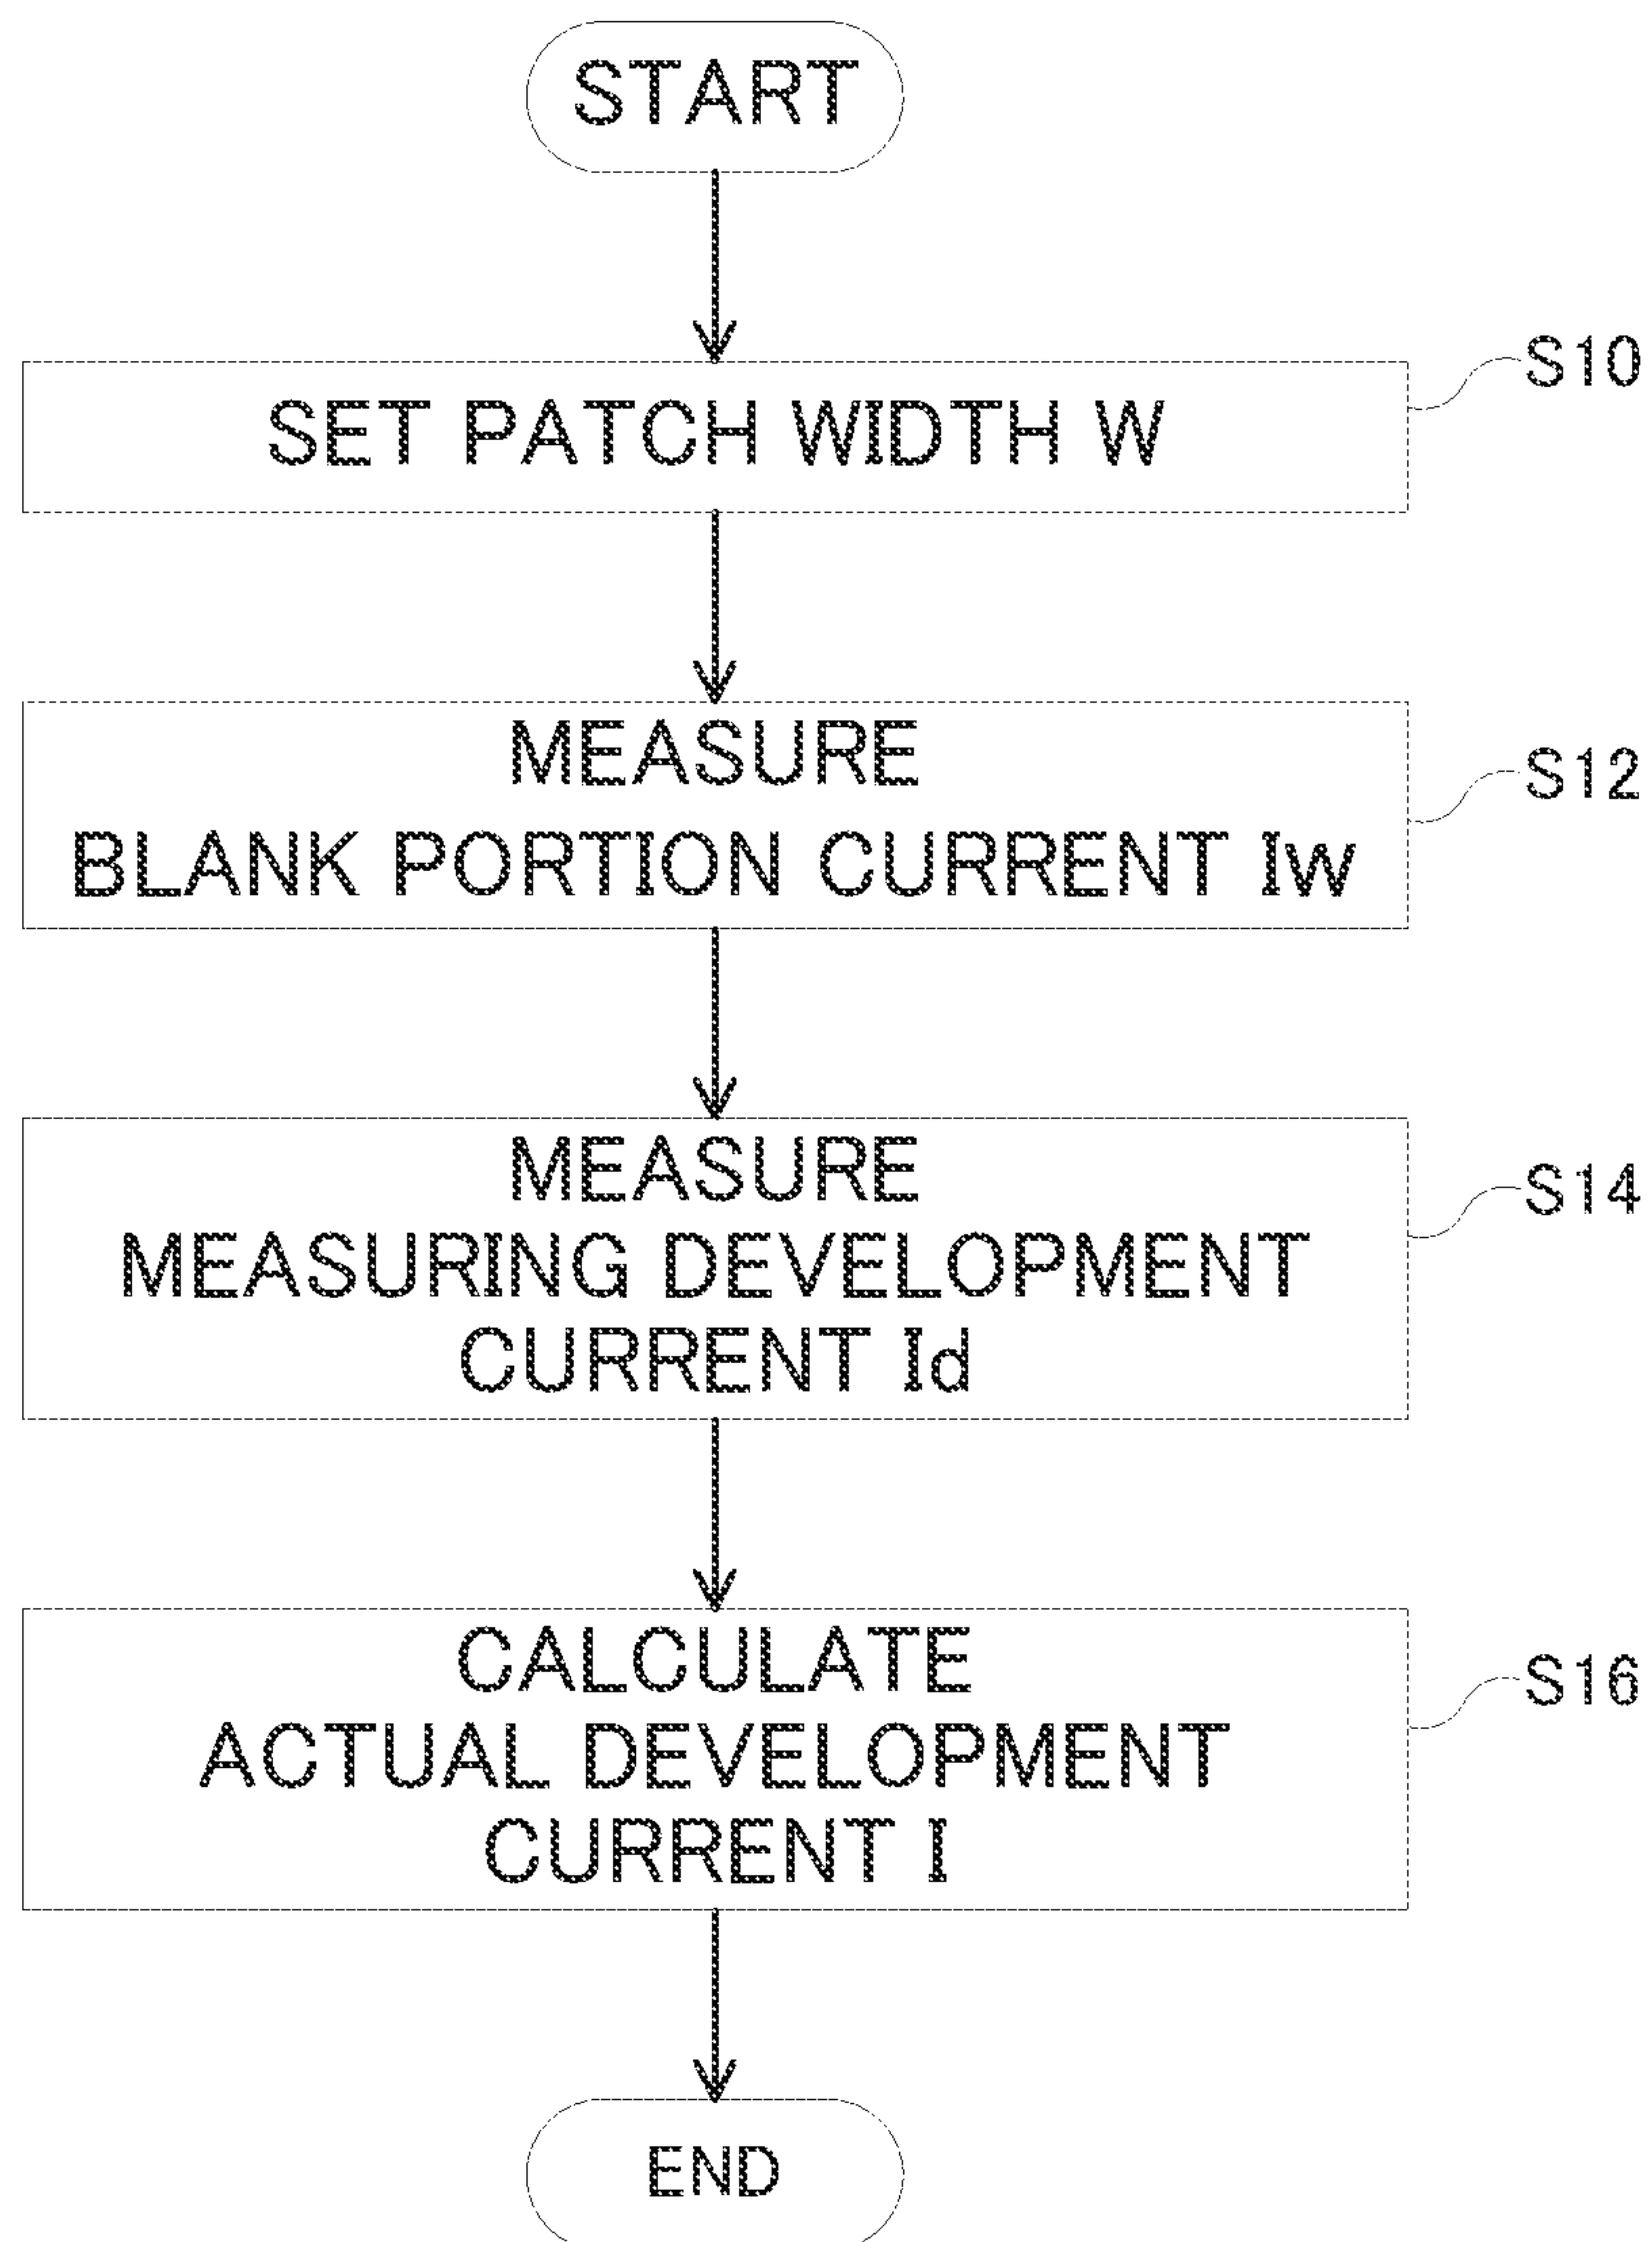 START
S10
SET PATCH WIDTH W
MEASURE
S12
BLANK PORTION CURRENT Iw
MEASURE
S14
MEASURING DEVELOPMENT
CURRENT Id
CALCULATE
S16
ACTUAL DEVELOPMENT
CURRENT I
END